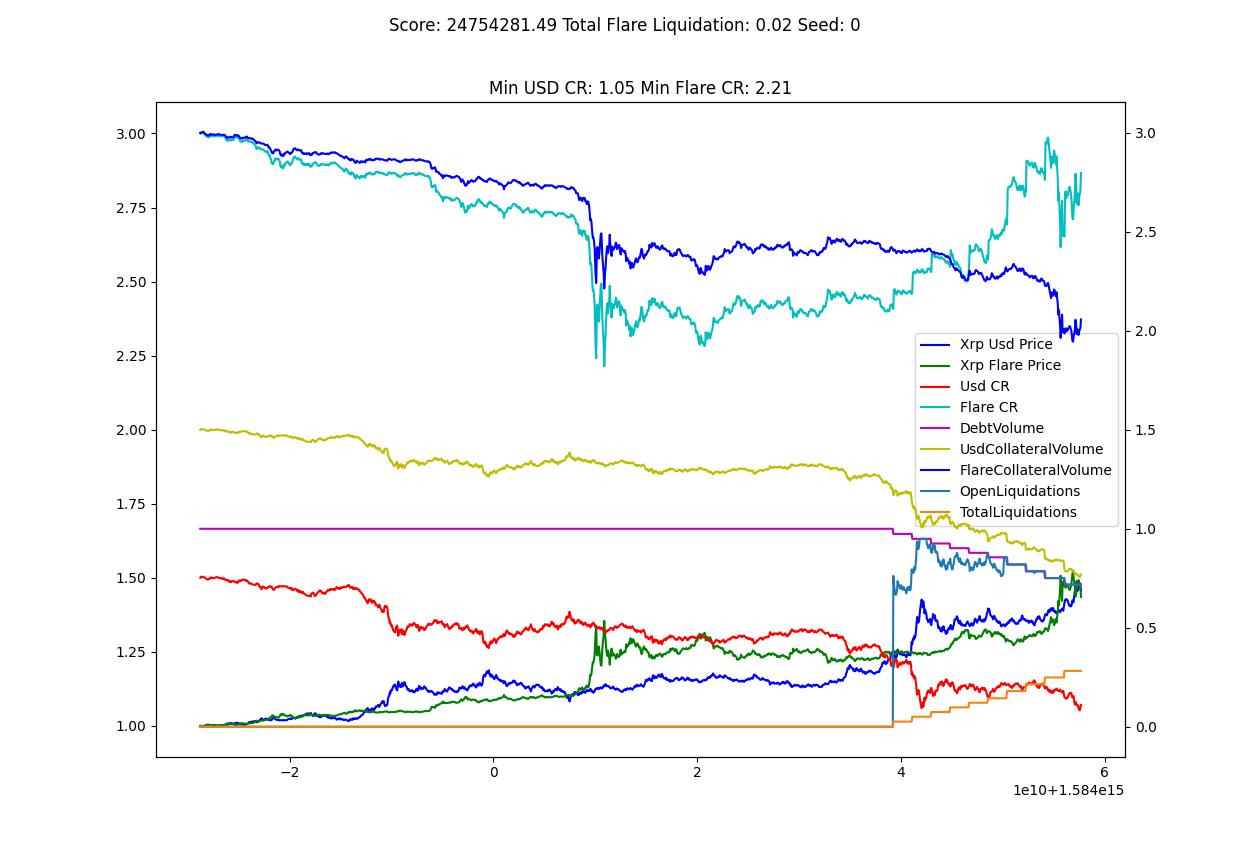 Score: 24754281.49 Total Flare Liquidation: 0.02 Seed: 0
Min USD CR: 1.05 Min Flare CR: 2.21
3.00
2.75
2.50
2.25
2.00
1.75
1.50
1.25
1.00
3.0
2.5
2.0
1.5
1.0
0.5
0.0
Xrp Usd Price
Xrp Flare Price
Usd CR
Flare CR
DebtVolume
UsdCollateralVolume
FlareCollateralVolume
OpenLiquidations
TotalLiquidations
−2 0 2 4 6
1e10+1.584e15